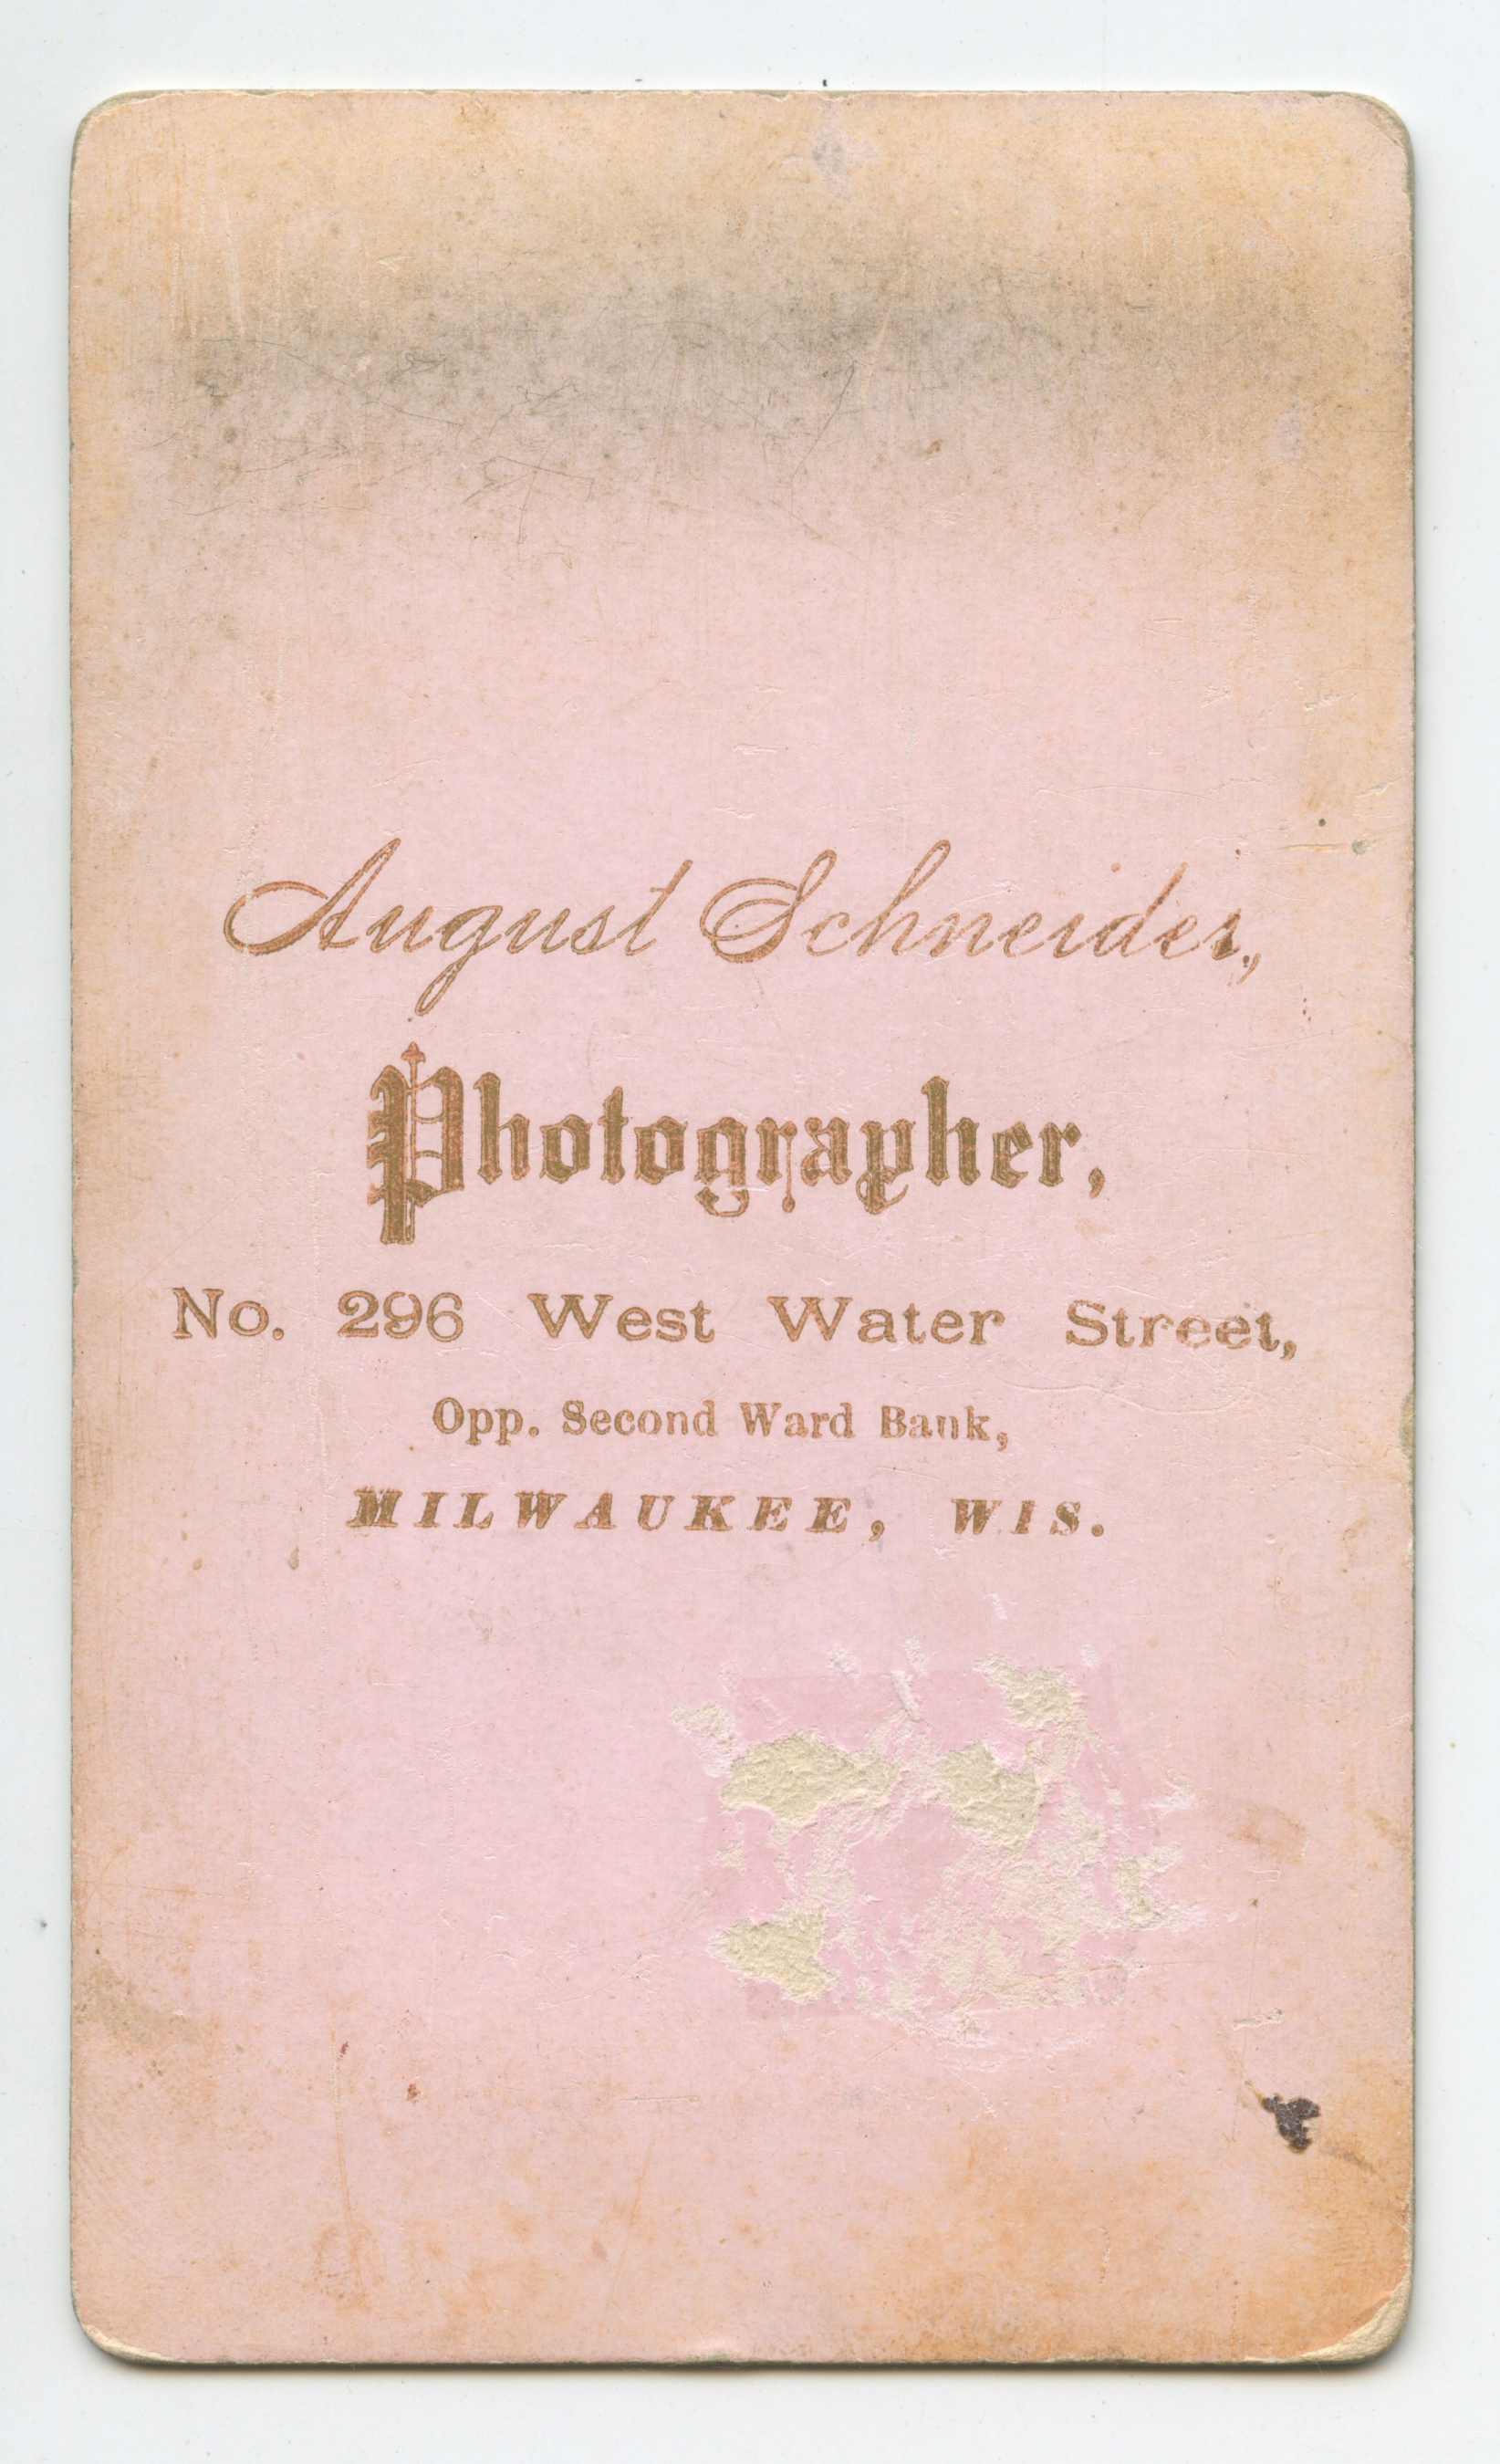 August Schneider,
Photographer,
No. 296 West Water Street,
Opp. Second Ward Bank,
MILWAUKEE, WIS.